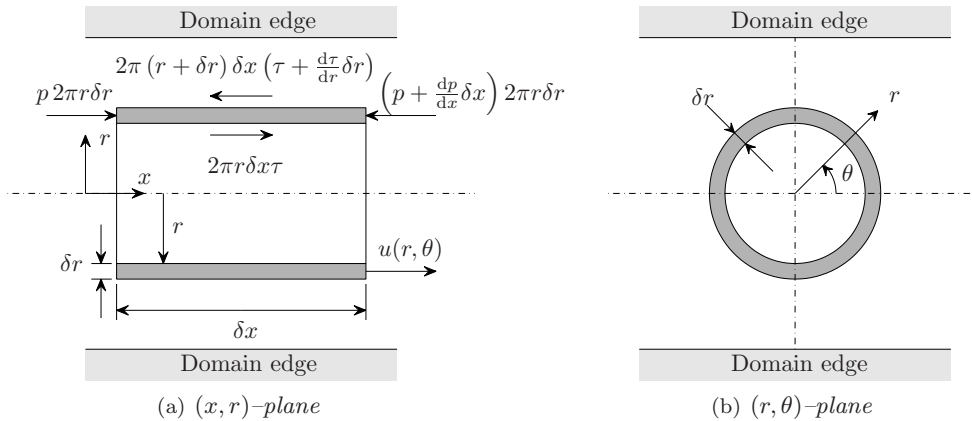 Domain edge
2π (r + δr) δx (τ + dτ/dr δr)
p 2πrδr
(p + dp/dx δx) 2πrδr
r
2πrδxτ
x
r
δr
u(r, θ)
δx
Domain edge
(a) (x, r)–plane
Domain edge
δr
r
θ
Domain edge
(b) (r, θ)–plane